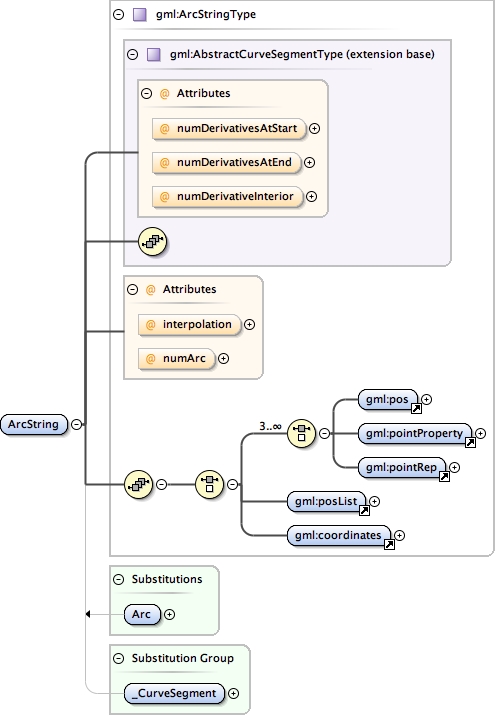 gml:ArcStringType
gml:AbstractCurveSegmentType (extension base)
@ Attributes
@ numDerivativesAtStart
@ numDerivativesAtEnd
@ numDerivativeInterior
@ Attributes
@ interpolation
@ numArc
ArcString
3..∞
gml:pos
gml:pointProperty
gml:pointRep
gml:posList
gml:coordinates
Substitutions
Arc
Substitution Group
_CurveSegment